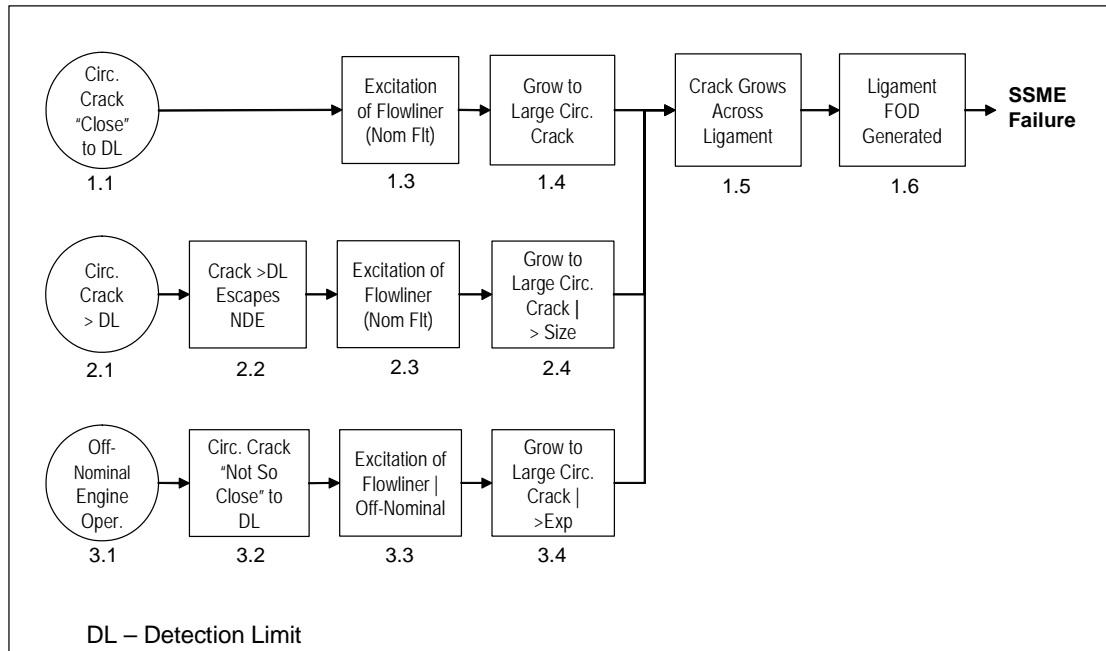 Circ.
Crack
"Close"
to DL
1.1
Excitation
of Flowliner
(Nom Flt)
1.3
Grow to
Large Circ.
Crack
1.4
Crack Grows
Across
Ligament
1.5
Ligament
FOD
Generated
1.6
SSME
Failure
Circ.
Crack
> DL
2.1
Crack >DL
Escapes
NDE
2.2
Excitation of
Flowliner
(Nom Flt)
2.3
Grow to
Large Circ.
Crack |
> Size
2.4
Off-
Nominal
Engine
Oper.
3.1
Circ. Crack
"Not So
Close" to
DL
3.2
Excitation of
Flowliner |
Off-Nominal
3.3
Grow to
Large Circ.
Crack |
>Exp
3.4
DL – Detection Limit